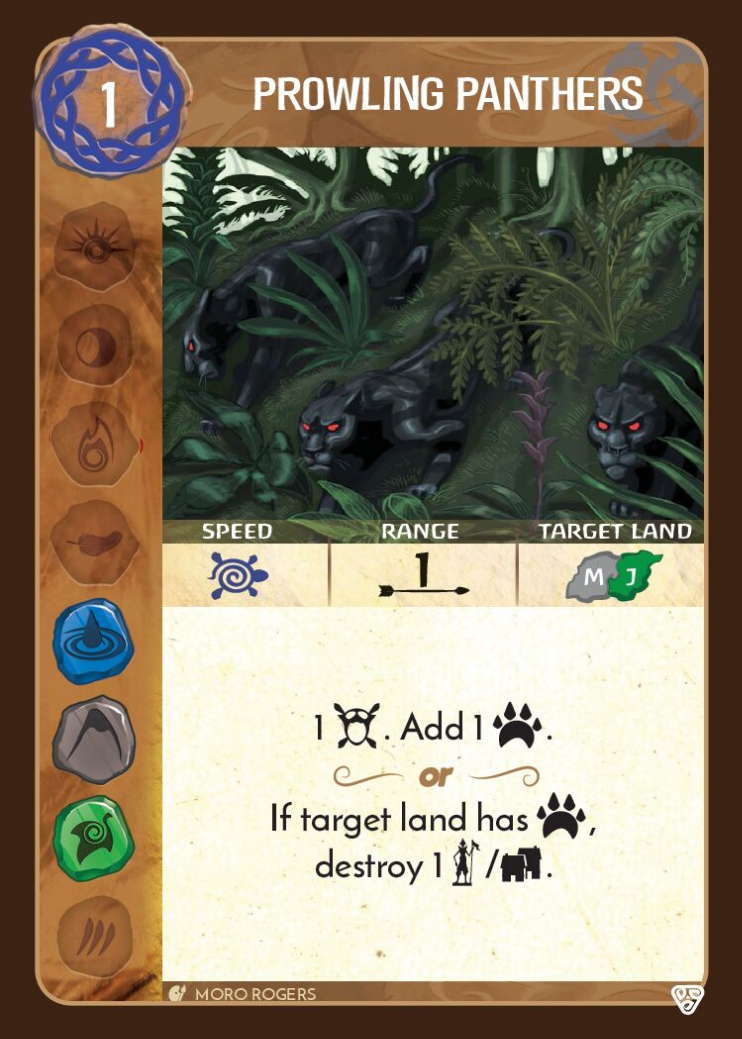 1
PROWLING PANTHERS
SPEED RANGE TARGET LAND
1 M J
1 . Add 1 .
or
If target land has ,
destroy 1 / .
MORO ROGERS